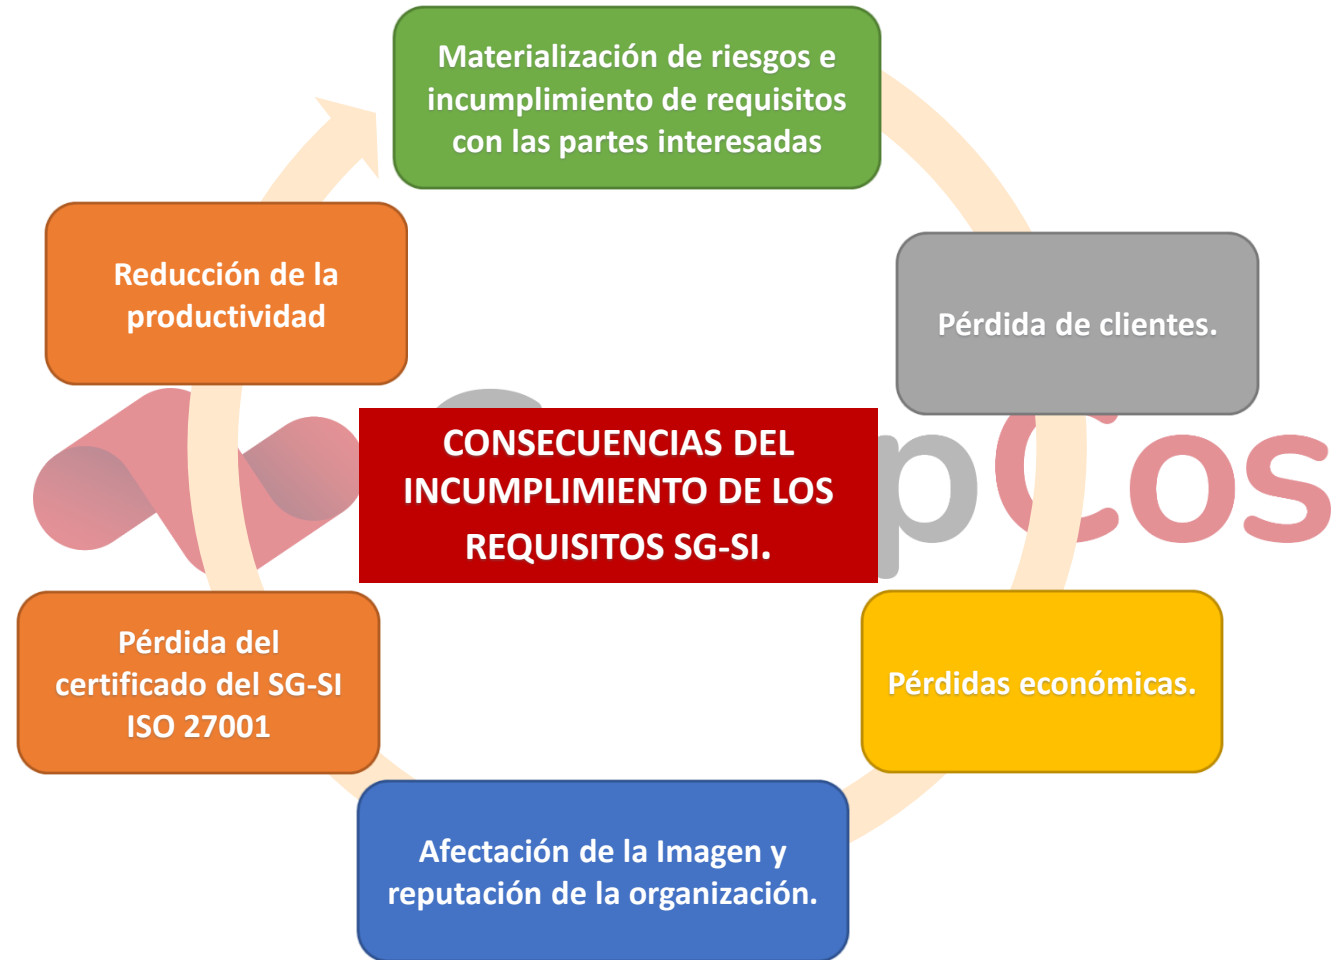 Materialización de riesgos e
incumplimiento de requisitos
con las partes interesadas
Pérdida de clientes.
Pérdidas económicas.
Afectación de la Imagen y
reputación de la organización.
Pérdida del
certificado del SG-SI
ISO 27001
Reducción de la
productividad
CONSECUENCIAS DEL
INCUMPLIMIENTO DE LOS
REQUISITOS SG-SI.
pCos